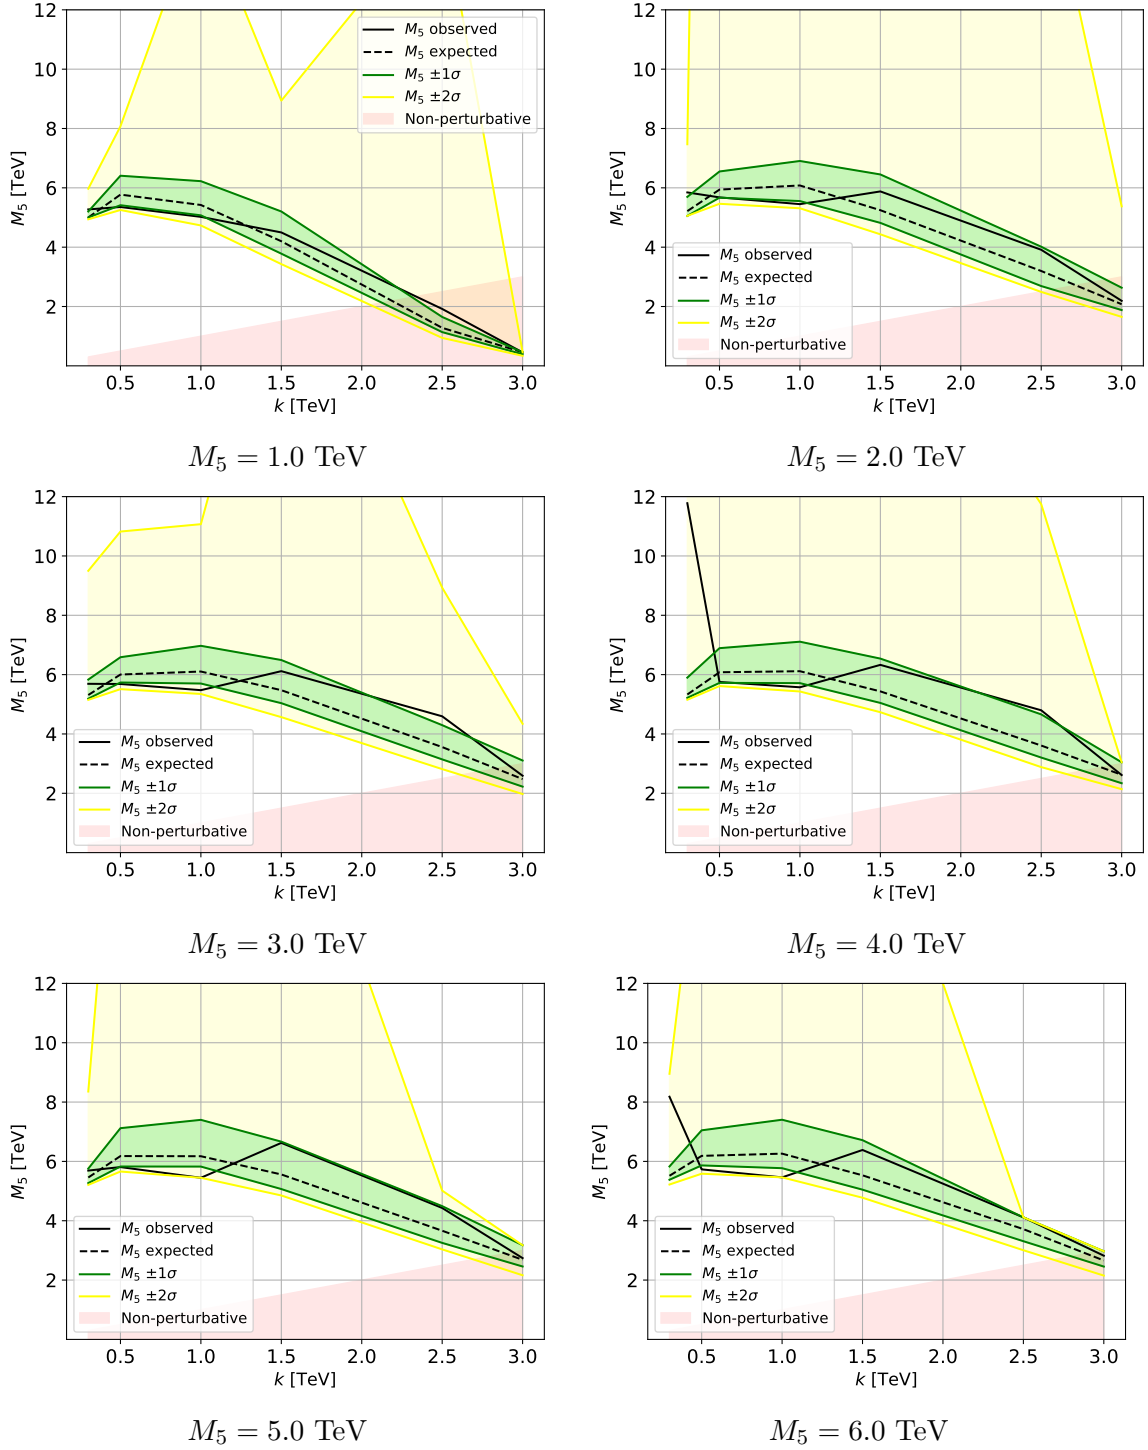 12
10
8
6
4
2
M₅ [TeV]
M₅ observed
M₅ expected
M₅ ±1σ
M₅ ±2σ
Non-perturbative
0.5 1.0 1.5 2.0 2.5 3.0
k [TeV]
M₅ = 1.0 TeV
12
10
8
6
4
2
M₅ [TeV]
M₅ observed
M₅ expected
M₅ ±1σ
M₅ ±2σ
Non-perturbative
0.5 1.0 1.5 2.0 2.5 3.0
k [TeV]
M₅ = 2.0 TeV
12
10
8
6
4
2
M₅ [TeV]
M₅ observed
M₅ expected
M₅ ±1σ
M₅ ±2σ
Non-perturbative
0.5 1.0 1.5 2.0 2.5 3.0
k [TeV]
M₅ = 3.0 TeV
12
10
8
6
4
2
M₅ [TeV]
M₅ observed
M₅ expected
M₅ ±1σ
M₅ ±2σ
Non-perturbative
0.5 1.0 1.5 2.0 2.5 3.0
k [TeV]
M₅ = 4.0 TeV
12
10
8
6
4
2
M₅ [TeV]
M₅ observed
M₅ expected
M₅ ±1σ
M₅ ±2σ
Non-perturbative
0.5 1.0 1.5 2.0 2.5 3.0
k [TeV]
M₅ = 5.0 TeV
12
10
8
6
4
2
M₅ [TeV]
M₅ observed
M₅ expected
M₅ ±1σ
M₅ ±2σ
Non-perturbative
0.5 1.0 1.5 2.0 2.5 3.0
k [TeV]
M₅ = 6.0 TeV